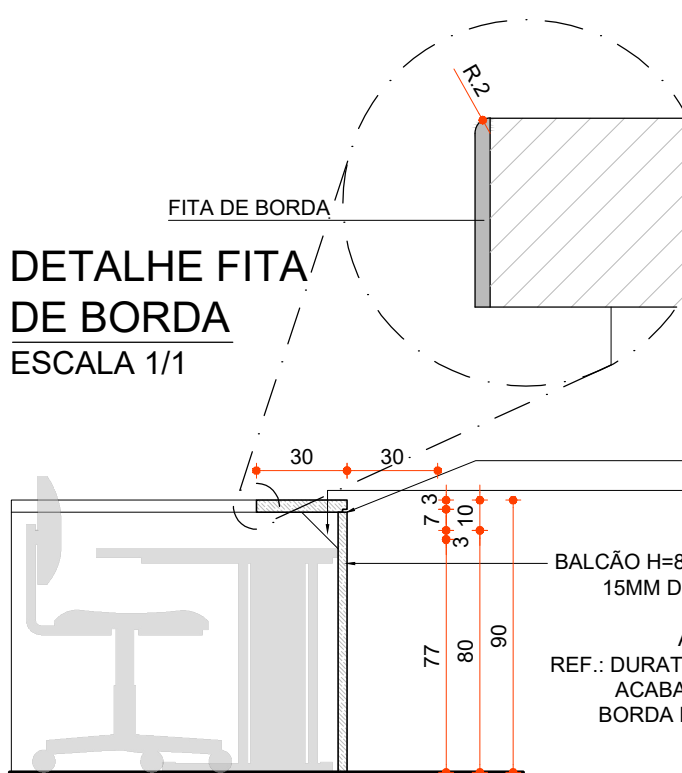 R.2
FITA DE BORDA
DETALHE FITA
DE BORDA
ESCALA 1/1
30 30
3
7 10
3
BALCÃO H=8
15MM D
77 80 90
A
REF.: DURAT
ACABA
BORDA